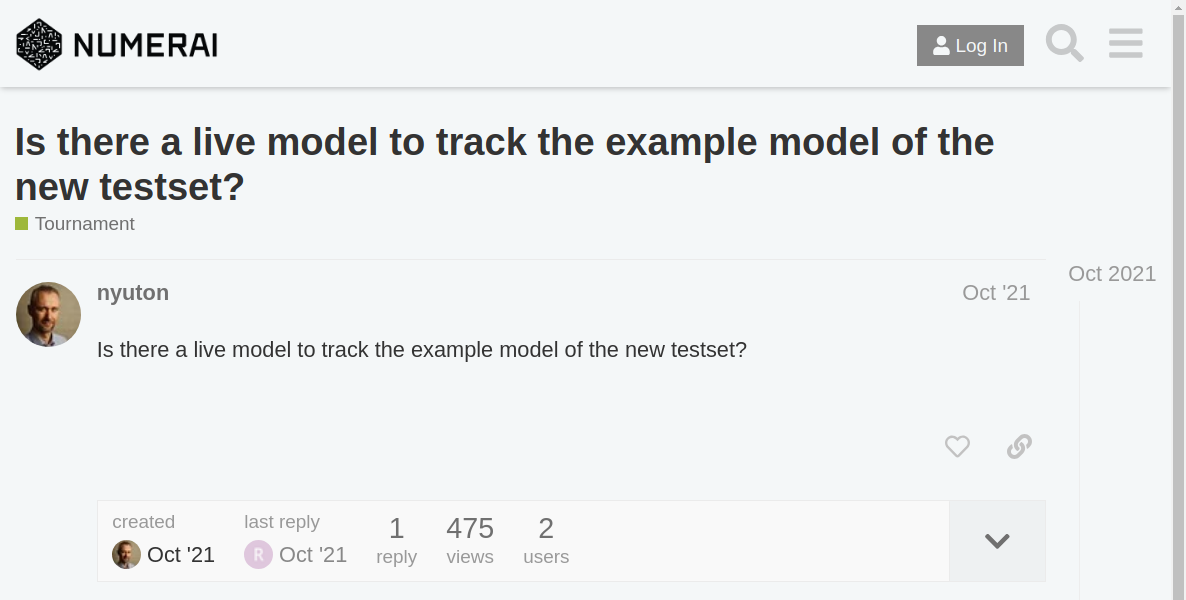 NUMERAI
Log In
Is there a live model to track the example model of the
new testset?
Tournament
Oct 2021
nyuton
Oct '21
Is there a live model to track the example model of the new testset?
created
Oct '21
last reply
R Oct '21
1
reply
475
views
2
users